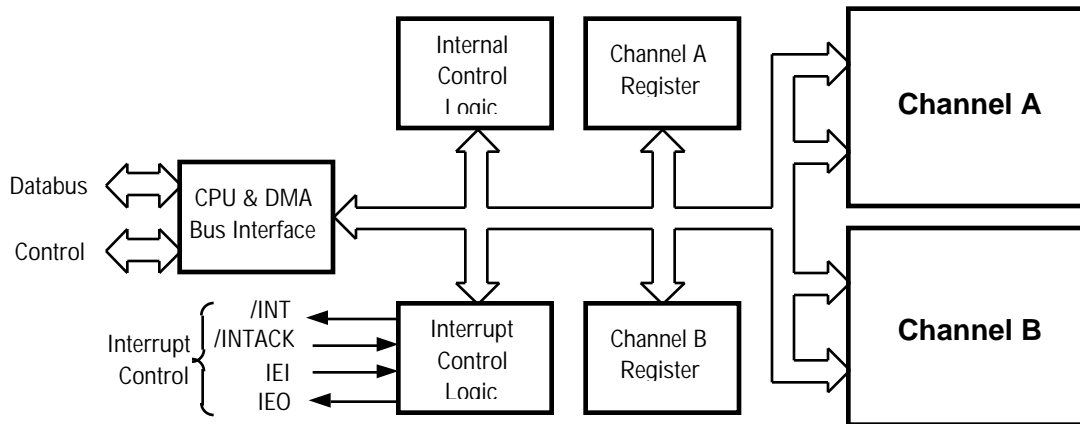 Internal
Control
Logic
Channel A
Register
Channel A
Databus
Control
CPU & DMA
Bus Interface
Interrupt
Control
/INT
/INTACK
IEI
IEO
Interrupt
Control
Logic
Channel B
Register
Channel B